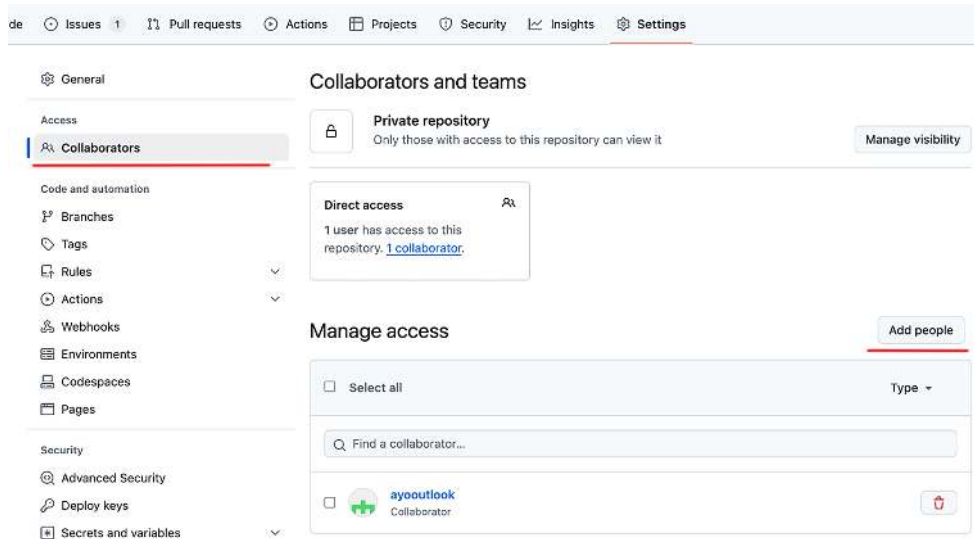 de Issues 1 Pull requests Actions Projects Security Insights Settings
General
Access
Collaborators
Code and automation
Branches
Tags
Rules
Actions
Webhooks
Environments
Codespaces
Pages
Security
Advanced Security
Deploy keys
Secrets and variables
Collaborators and teams
Private repository
Only those with access to this repository can view it
Manage visibility
Direct access
1 user has access to this
repository. 1 collaborator.
Manage access
Add people
Select all
Type
Find a collaborator...
ayooutlook
Collaborator